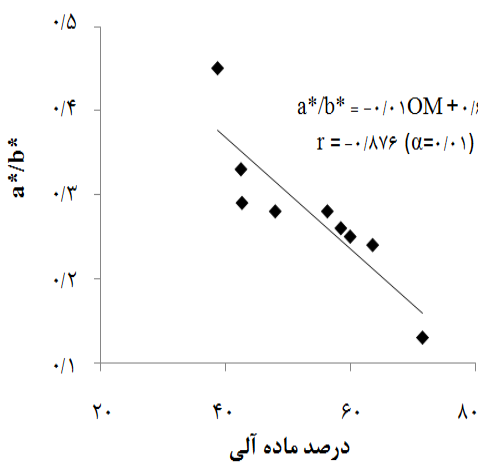 ۰/۵
۰/۴
۰/۳
۰/۲
۰/۱
a*/b*
a*/b* = -۰/۰۱OM + ۰/
r = -۰/۸۷۶ (α=۰/۰۱)
۲۰ ۴۰ ۶۰ ۸۰
درصد ماده آلی